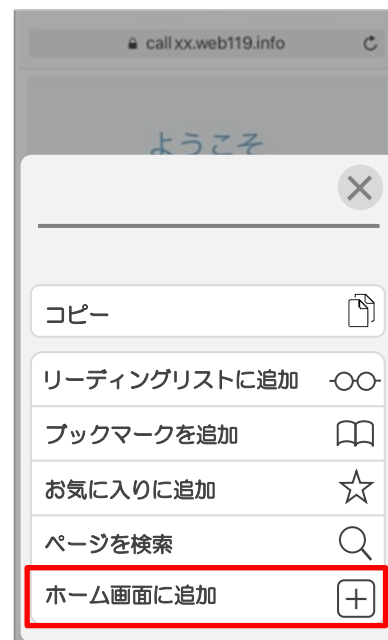 callxx.web119.info
ようこそ
コピー
リーディングリストに追加
ブックマークを追加
お気に入りに追加
ページを検索
ホーム画面に追加